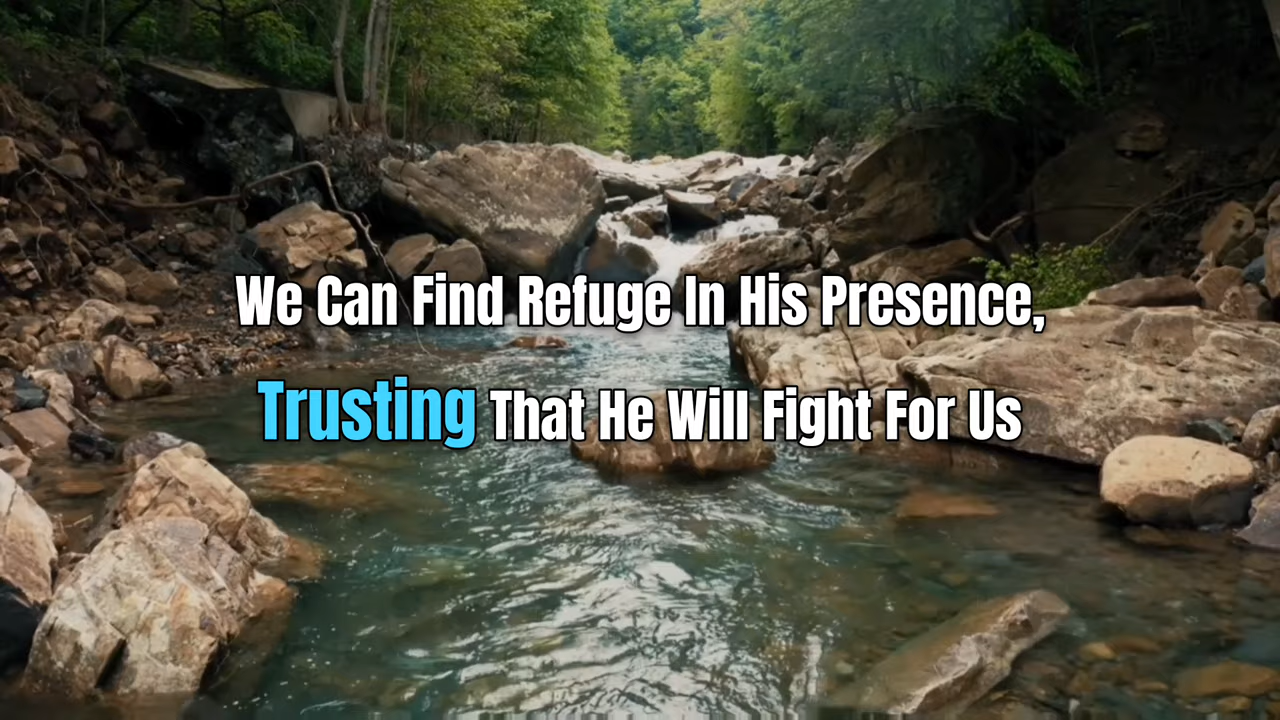 We Can Find Refuge In His Presence,
Trusting That He Will Fight For Us